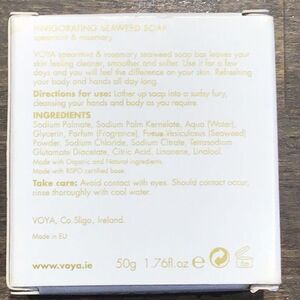 INVIGORATING SEAWEED SOAP
spearmint & rosemary
VOYA spearmint & rosemary seaweed soap bar leaves your
skin feeling cleaner, smoother and softer. Use it for a few
days and you will feel the difference on your skin. Refreshing
your body and hands all day long.
Directions for use: Lather up soap into a sudsy fury,
cleansing your hands and body as you require.
INGREDIENTS
Sodium Palmate, Sodium Palm Kernelate, Aqua (Water),
Glycerin, Parfum (Fragrance), Fucus Vesiculosus (Seaweed)
Powder, Sodium Chloride, Sodium Citrate, Tetrasodium
Glutamate Diacetate, Citric Acid, Limonene, Linalool.
Made with Organic and Natural ingredients.
Made with RSPO certified base.
Take care: Avoid contact with eyes. Should contact occur,
rinse thoroughly with cool water.
VOYA, Co.Sligo, Ireland.
Made in EU
www.voya.ie 50g 1.76fl.oz e